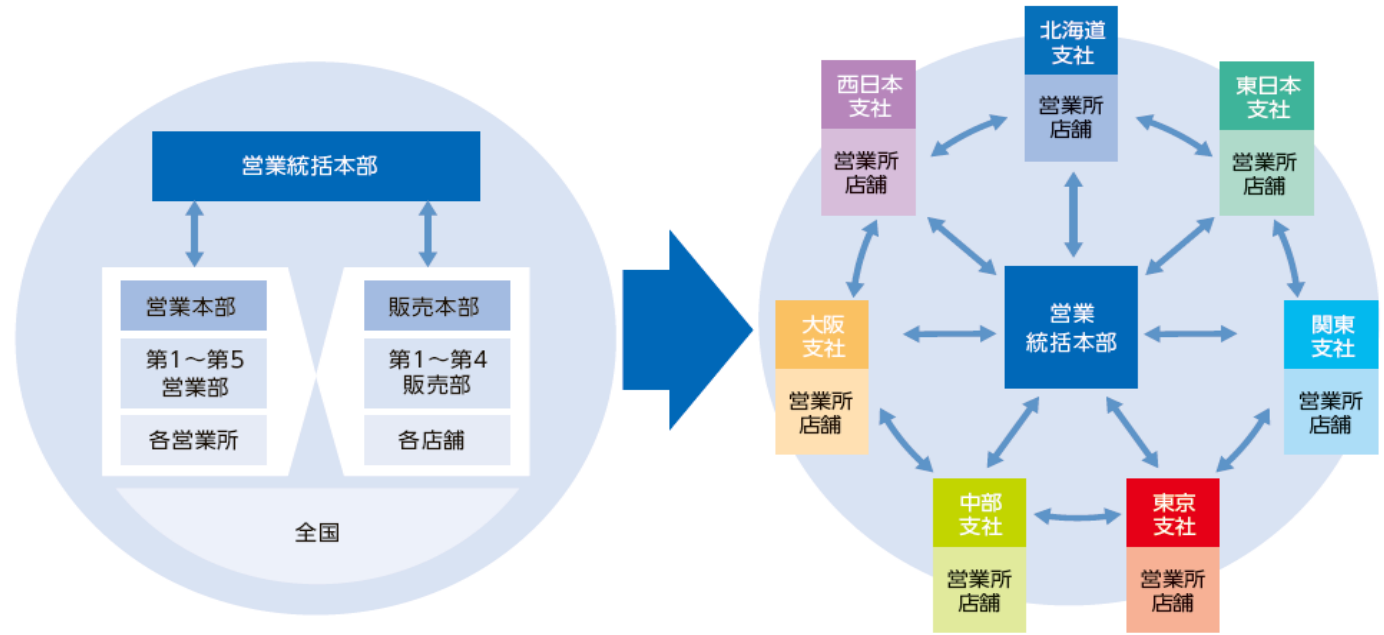 営業統括本部
営業本部
第1〜第5
営業部
各営業所
販売本部
第1〜第4
販売部
各店舗
全国
北海道
支社
営業所
店舗
東日本
支社
営業所
店舗
関東
支社
営業所
店舗
東京
支社
営業所
店舗
中部
支社
営業所
店舗
大阪
支社
営業所
店舗
西日本
支社
営業所
店舗
営業
統括本部